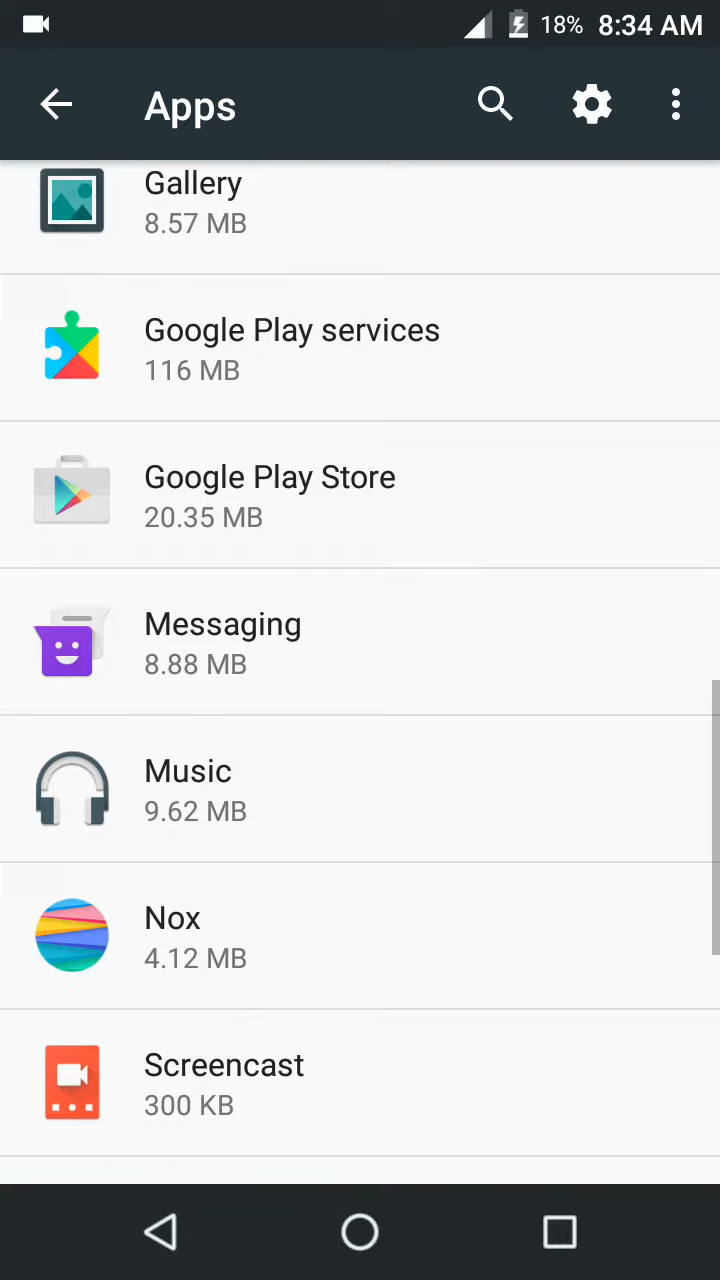 18% 8:34 AM
Apps
Gallery
8.57 MB
Google Play services
116 MB
Google Play Store
20.35 MB
Messaging
8.88 MB
Music
9.62 MB
Nox
4.12 MB
Screencast
300 KB